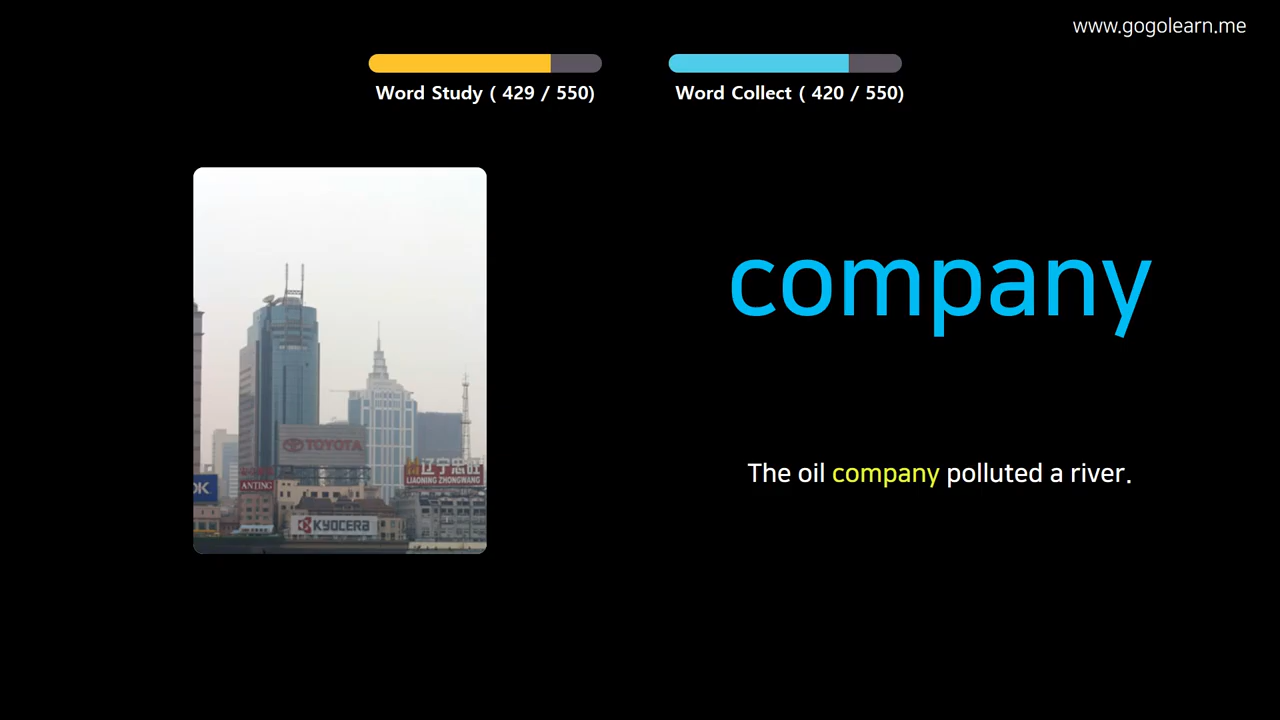 www.gogolearn.me
Word Study ( 429 / 550)
Word Collect ( 420 / 550)
company
The oil company polluted a river.
TOYOTA
辽宁忠旺
LIAONING ZHONGWANG
OK
ANTING
KYOCERA